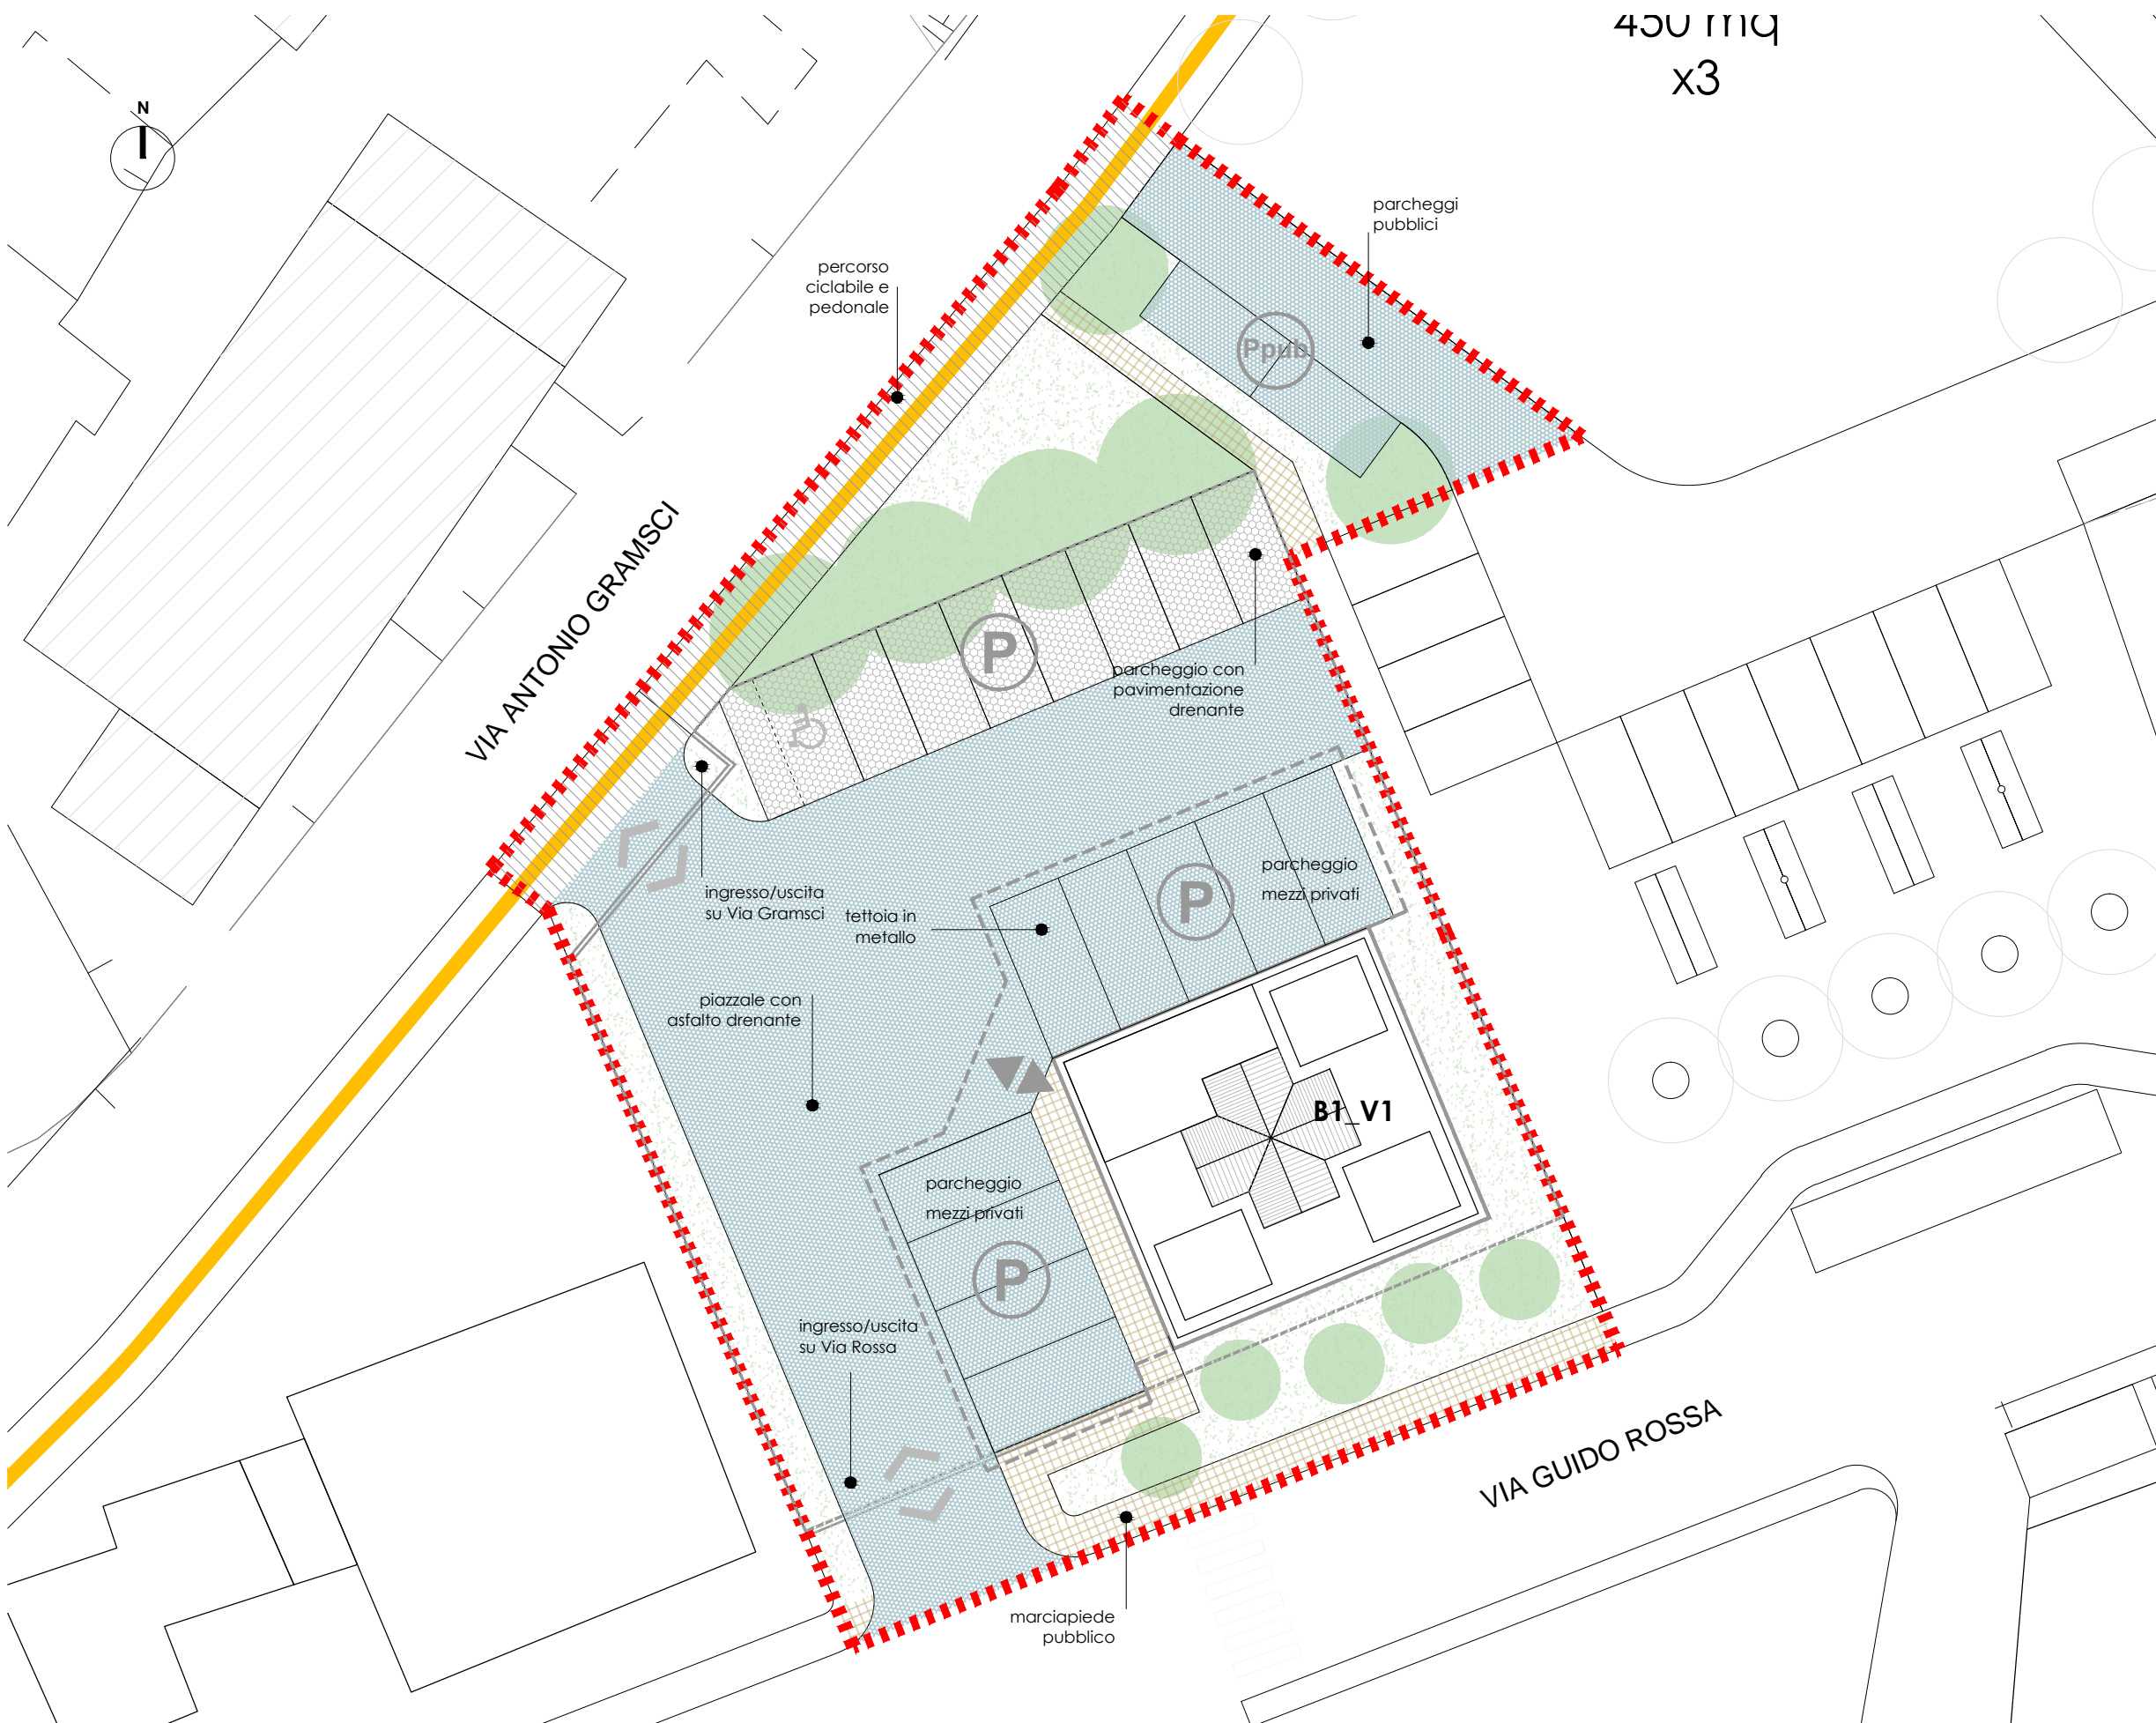 450 mq
x3
N
parcheggi
pubblici
percorso
ciclabile e
pedonale
Ppub
VIA ANTONIO GRAMSCI
P
parcheggio con
pavimentazione
drenante
parcheggio
mezzi privati
P
ingresso/uscita
su Via Gramsci
tettoia in
metallo
piazzale con
asfalto drenante
B1_V1
parcheggio
mezzi privati
P
ingresso/uscita
su Via Rossa
VIA GUIDO ROSSA
marciapiede
pubblico